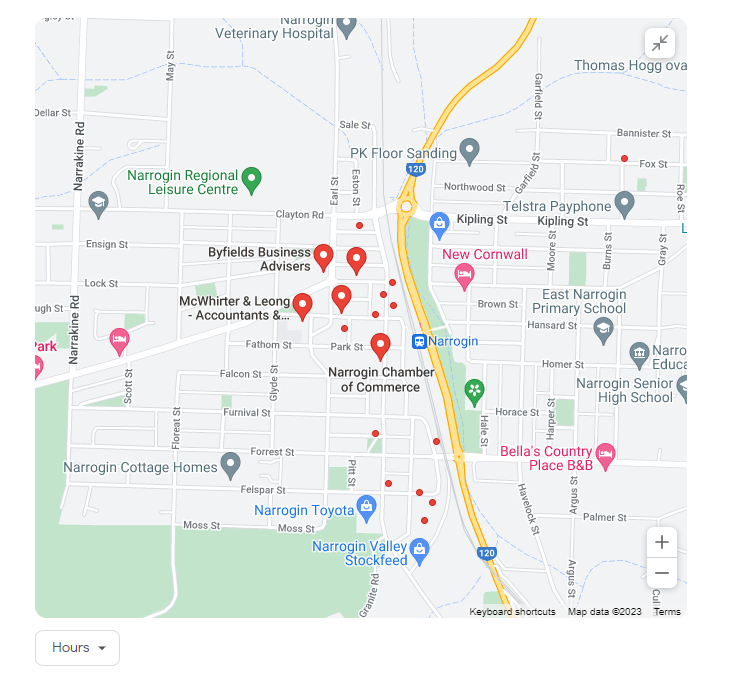 Narrogin
Veterinary Hospital
May St
Thomas Hogg ova
Garfield St
Dellar St
Narrakine Rd
Sale St
Bannister St
PK Floor Sanding
Fox St
120
Narrogin Regional
Leisure Centre
Earl St
Eston St
Garfield St
Northwood St
Roe St
Telstra Payphone
Clayton Rd
Kipling St
Kipling St
Ensign St
Byfields Business
Advisers
New Cornwall
Moore St
Burns St
Gray St
L
Lock St
McWhirter & Leong
- Accountants &...
Brown St
East Narrogin
Primary School
ugh St
Narrakine Rd
Hansard St
Park
Fathom St
Park St
Narrogin
Narro
Educa
Homer St
Scott St
Falcon St
Glyde St
Narrogin Chamber
of Commerce
Narrogin Senior
High School
Floreat St
Furnival St
Hale St
Horace St
Harper St
Forrest St
Bella's Country
Place B&B
Narrogin Cottage Homes
Pitt St
Felspar St
Havelock St
Argus St
Narrogin Toyota
Moss St
Moss St
Palmer St
Narrogin Valley
Stockfeed
120
Argus St
Granite Rd
Cul
+
−
Keyboard shortcuts
Map data ©2023
Terms
Hours